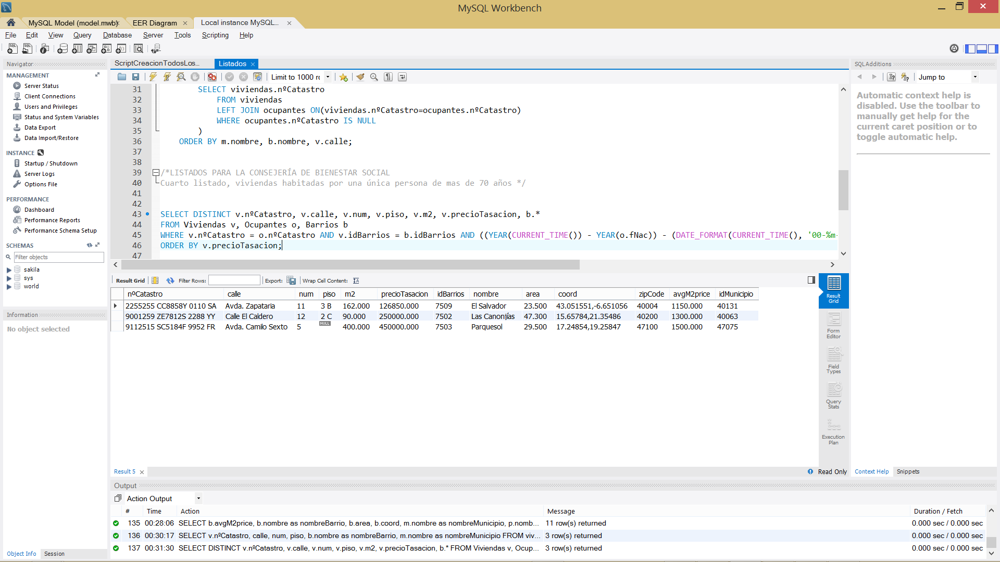 MySQL Workbench
MySQL Model (model.mwb)
EER Diagram
Local instance MySQL...
File Edit View Query Database Server Tools Scripting Help
Navigator
MANAGEMENT
Server Status
Client Connections
Users and Privileges
Status and System Variables
Data Export
Data Import/Restore
INSTANCE
Startup / Shutdown
Server Logs
Options File
PERFORMANCE
Dashboard
Performance Reports
Performance Schema Setup
SCHEMAS
Filter objects
sakila
sys
world
Information
No object selected
Object Info Session
ScriptCreacionTodosLos...
Listados
Limit to 1000 r
31 SELECT viviendas.nºCatastro
32 FROM viviendas
33 LEFT JOIN ocupantes ON(viviendas.nºCatastro=ocupantes.nºCatastro)
34 WHERE ocupantes.nºCatastro IS NULL
35 )
36 ORDER BY m.nombre, b.nombre, v.calle;
37
38
39 /*LISTADOS PARA LA CONSEJERÍA DE BIENESTAR SOCIAL
40 Cuarto listado, viviendas habitadas por una única persona de mas de 70 años */
41
42
43 SELECT DISTINCT v.nºCatastro, v.calle, v.num, v.piso, v.m2, v.precioTasacion, b.*
44 FROM Viviendas v, Ocupantes o, Barrios b
45 WHERE v.nºCatastro = o.nºCatastro AND v.idBarrios = b.idBarrios AND ((YEAR(CURRENT_TIME()) - YEAR(o.fNac)) - (DATE_FORMAT(CURRENT_TIME(), '00-%m-
46 ORDER BY v.precioTasacion;
47
Result Grid Filter Rows: Export: Wrap Cell Content:
nºCatastro calle num piso m2 precioTasacion idBarrios nombre area coord zipCode avgM2price idMunicipio
2255255 CC8858Y 0110 SA Avda. Zapataria 11 3 B 162.000 126850.000 7509 El Salvador 23.500 43.051551,-6.651056 40004 1150.000 40131
9001259 ZE7812S 2288 YY Calle El Caldero 12 2 C 90.000 250000.000 7502 Las Canonjías 47.300 15.65784,21.35486 40200 1300.000 40063
9112515 SC5184F 9952 FR Avda. Camilo Sexto 5 NULL 400.000 450000.000 7503 Parquesol 29.500 17.24854,19.25847 47100 1500.000 47075
Result Grid
Form Editor
Field Types
Query Stats
Execution Plan
Result 5
Read Only
SQLAdditions
Jump to
Automatic context help is
disabled. Use the toolbar to
manually get help for the
current caret position or to
toggle automatic help.
Context Help Snippets
Output
Action Output
# Time Action Message Duration / Fetch
135 00:28:06 SELECT b.avgM2price, b.nombre as nombreBarrio, b.area, b.coord, m.nombre as nombreMunicipio, p.nomb... 11 row(s) returned 0.000 sec / 0.000 sec
136 00:30:17 SELECT v.nºCatastro, calle, num, piso, b.nombre as nombreBarrio, m.nombre as nombreMunicipio FROM viv... 3 row(s) returned 0.000 sec / 0.000 sec
137 00:31:30 SELECT DISTINCT v.nºCatastro, v.calle, v.num, v.piso, v.m2, v.precioTasacion, b.* FROM Viviendas v, Ocup... 3 row(s) returned 0.000 sec / 0.000 sec